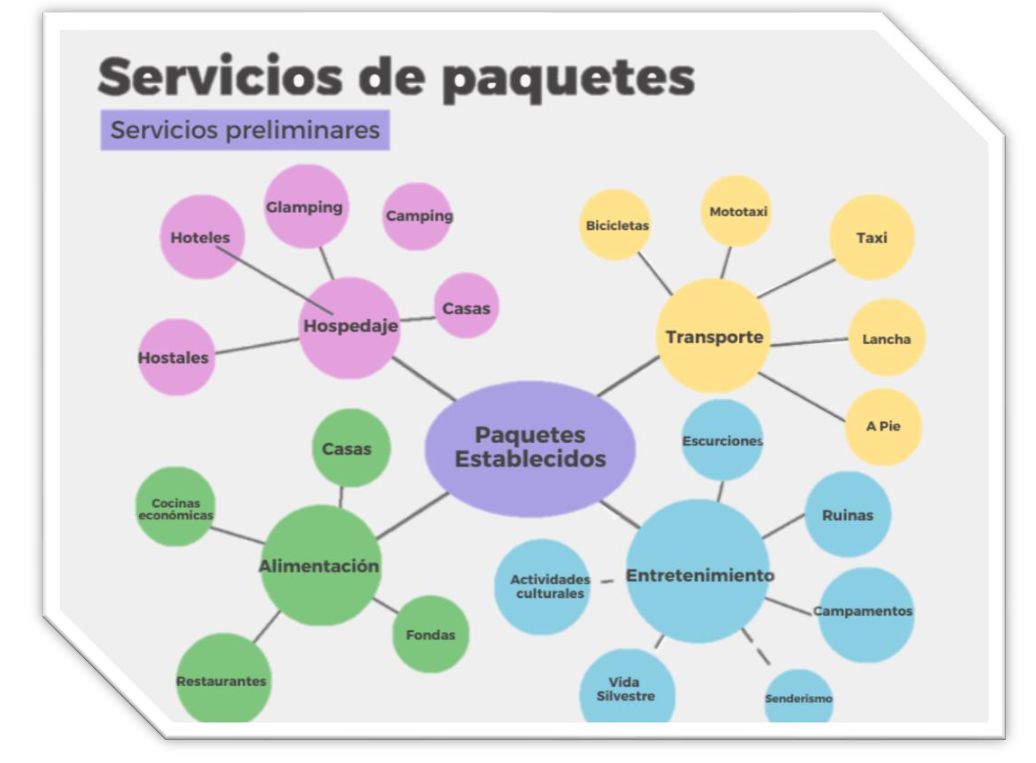 Servicios de paquetes
Servicios preliminares
Glamping
Camping
Hoteles
Casas
Hospedaje
Hostales
Bicicletas
Mototaxi
Taxi
Transporte
Lancha
A Pie
Paquetes
Establecidos
Casas
Cocinas
económicas
Alimentación
Fondas
Restaurantes
Escurciones
Ruinas
Entretenimiento
Actividades
culturales
Campamentos
Vida
Silvestre
Senderismo